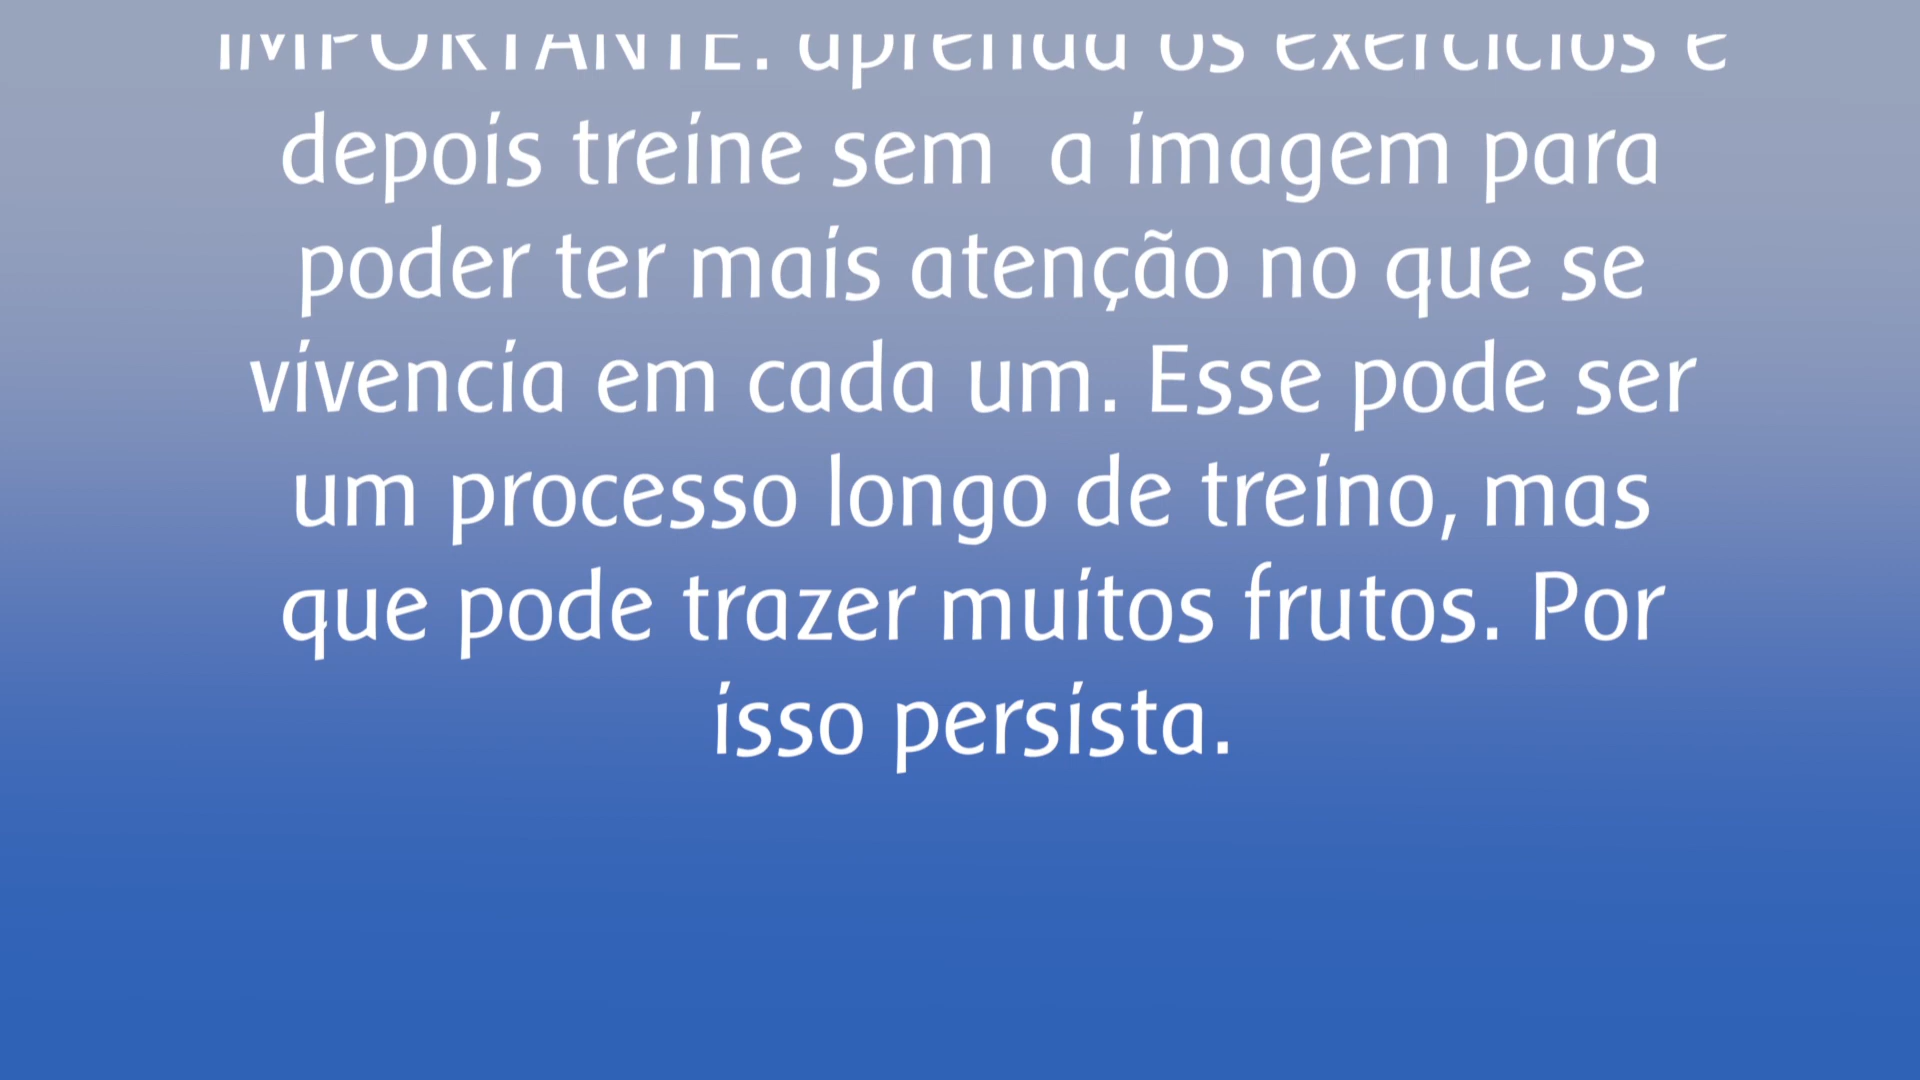 IMPORTANTE: aprenda os exercícios e
depois treine sem  a imagem para
poder ter mais atenção no que se
vivencia em cada um. Esse pode ser
um processo longo de treino, mas
que pode trazer muitos frutos. Por
isso persista.